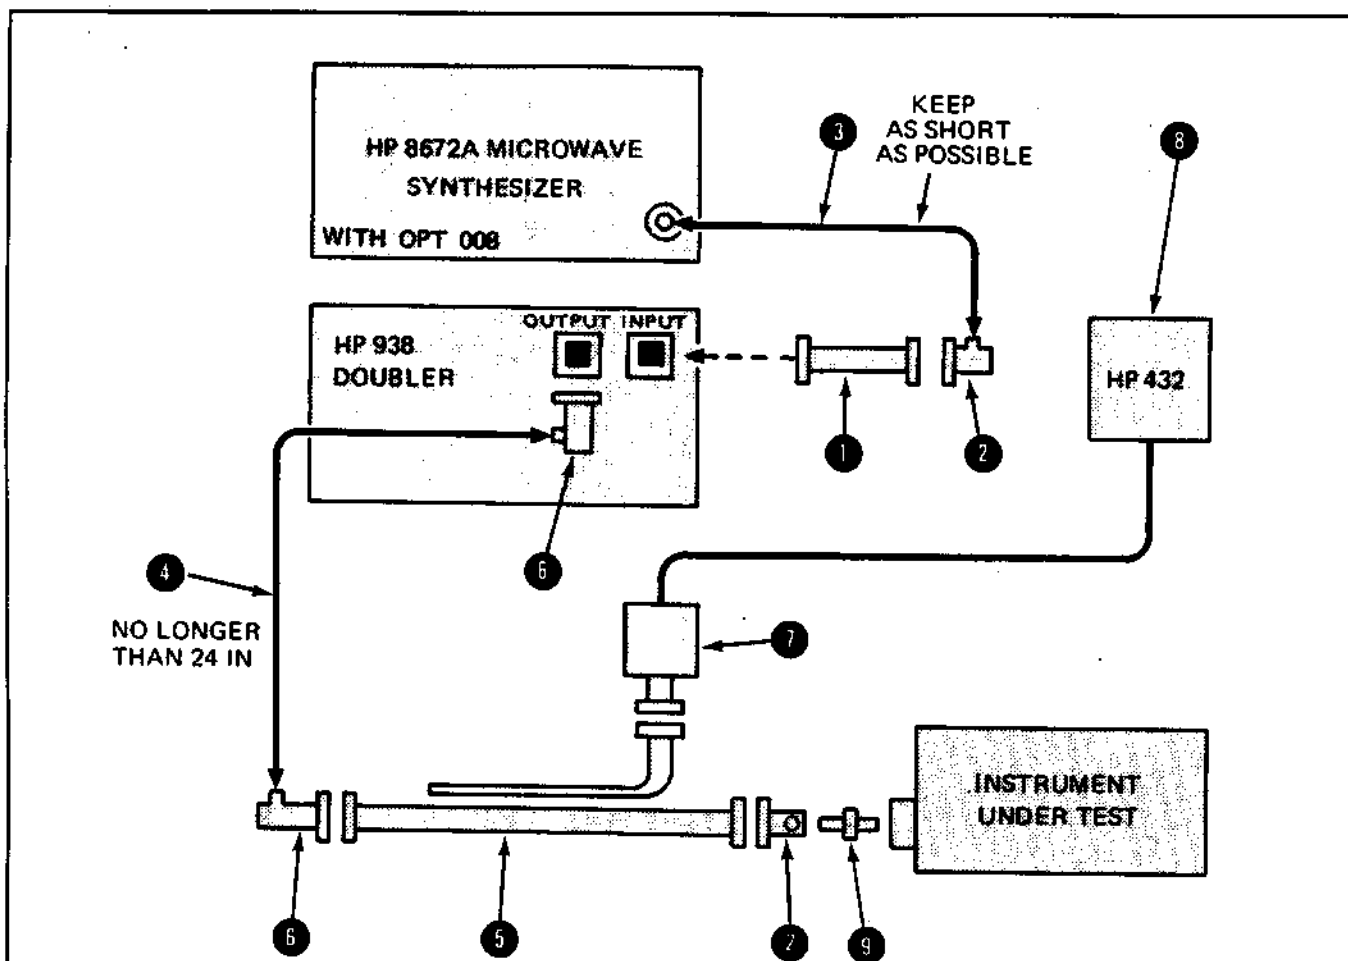 HP 8672A MICROWAVE
SYNTHESIZER
WITH OPT 008
3
KEEP
AS SHORT
AS POSSIBLE
8
OUTPUT INPUT
HP 938
DOUBLER
HP 432
1
2
6
4
NO LONGER
THAN 24 IN
7
INSTRUMENT
UNDER TEST
6
5
2
9